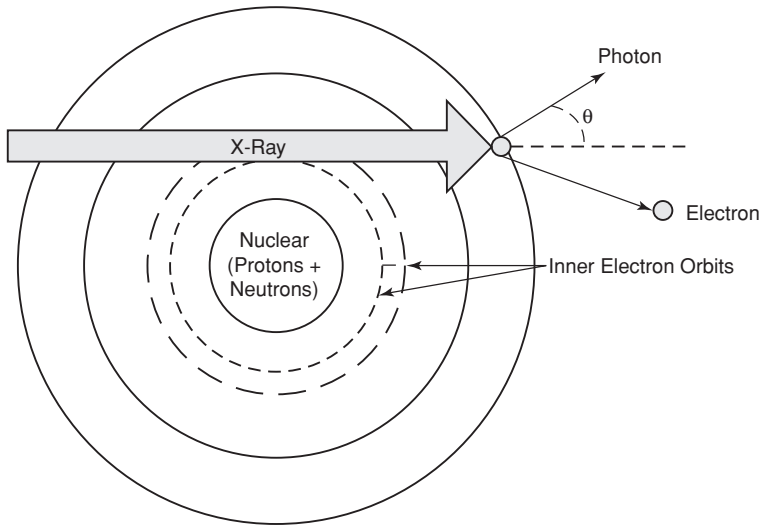 Photon
θ
X-Ray
Electron
Nuclear
(Protons +
Neutrons)
Inner Electron Orbits